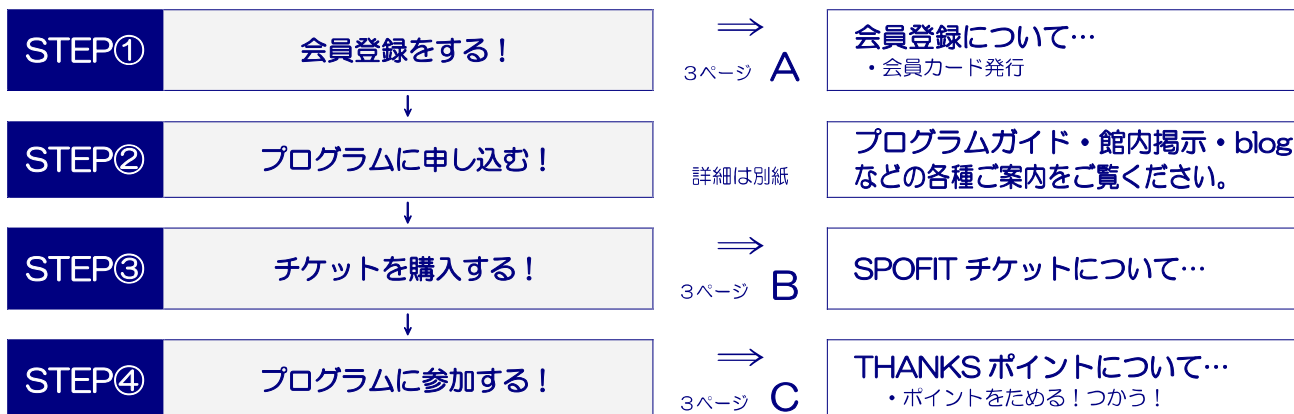 STEP① 会員登録をする！ ⇒ 3ページ A 会員登録について…
・会員カード発行
↓
STEP② プログラムに申し込む！ 詳細は別紙 プログラムガイド・館内掲示・blog
などの各種ご案内をご覧ください。
↓
STEP③ チケットを購入する！ ⇒ 3ページ B SPOFIT チケットについて…
↓
STEP④ プログラムに参加する！ ⇒ 3ページ C THANKS ポイントについて…
・ポイントをためる！つかう！